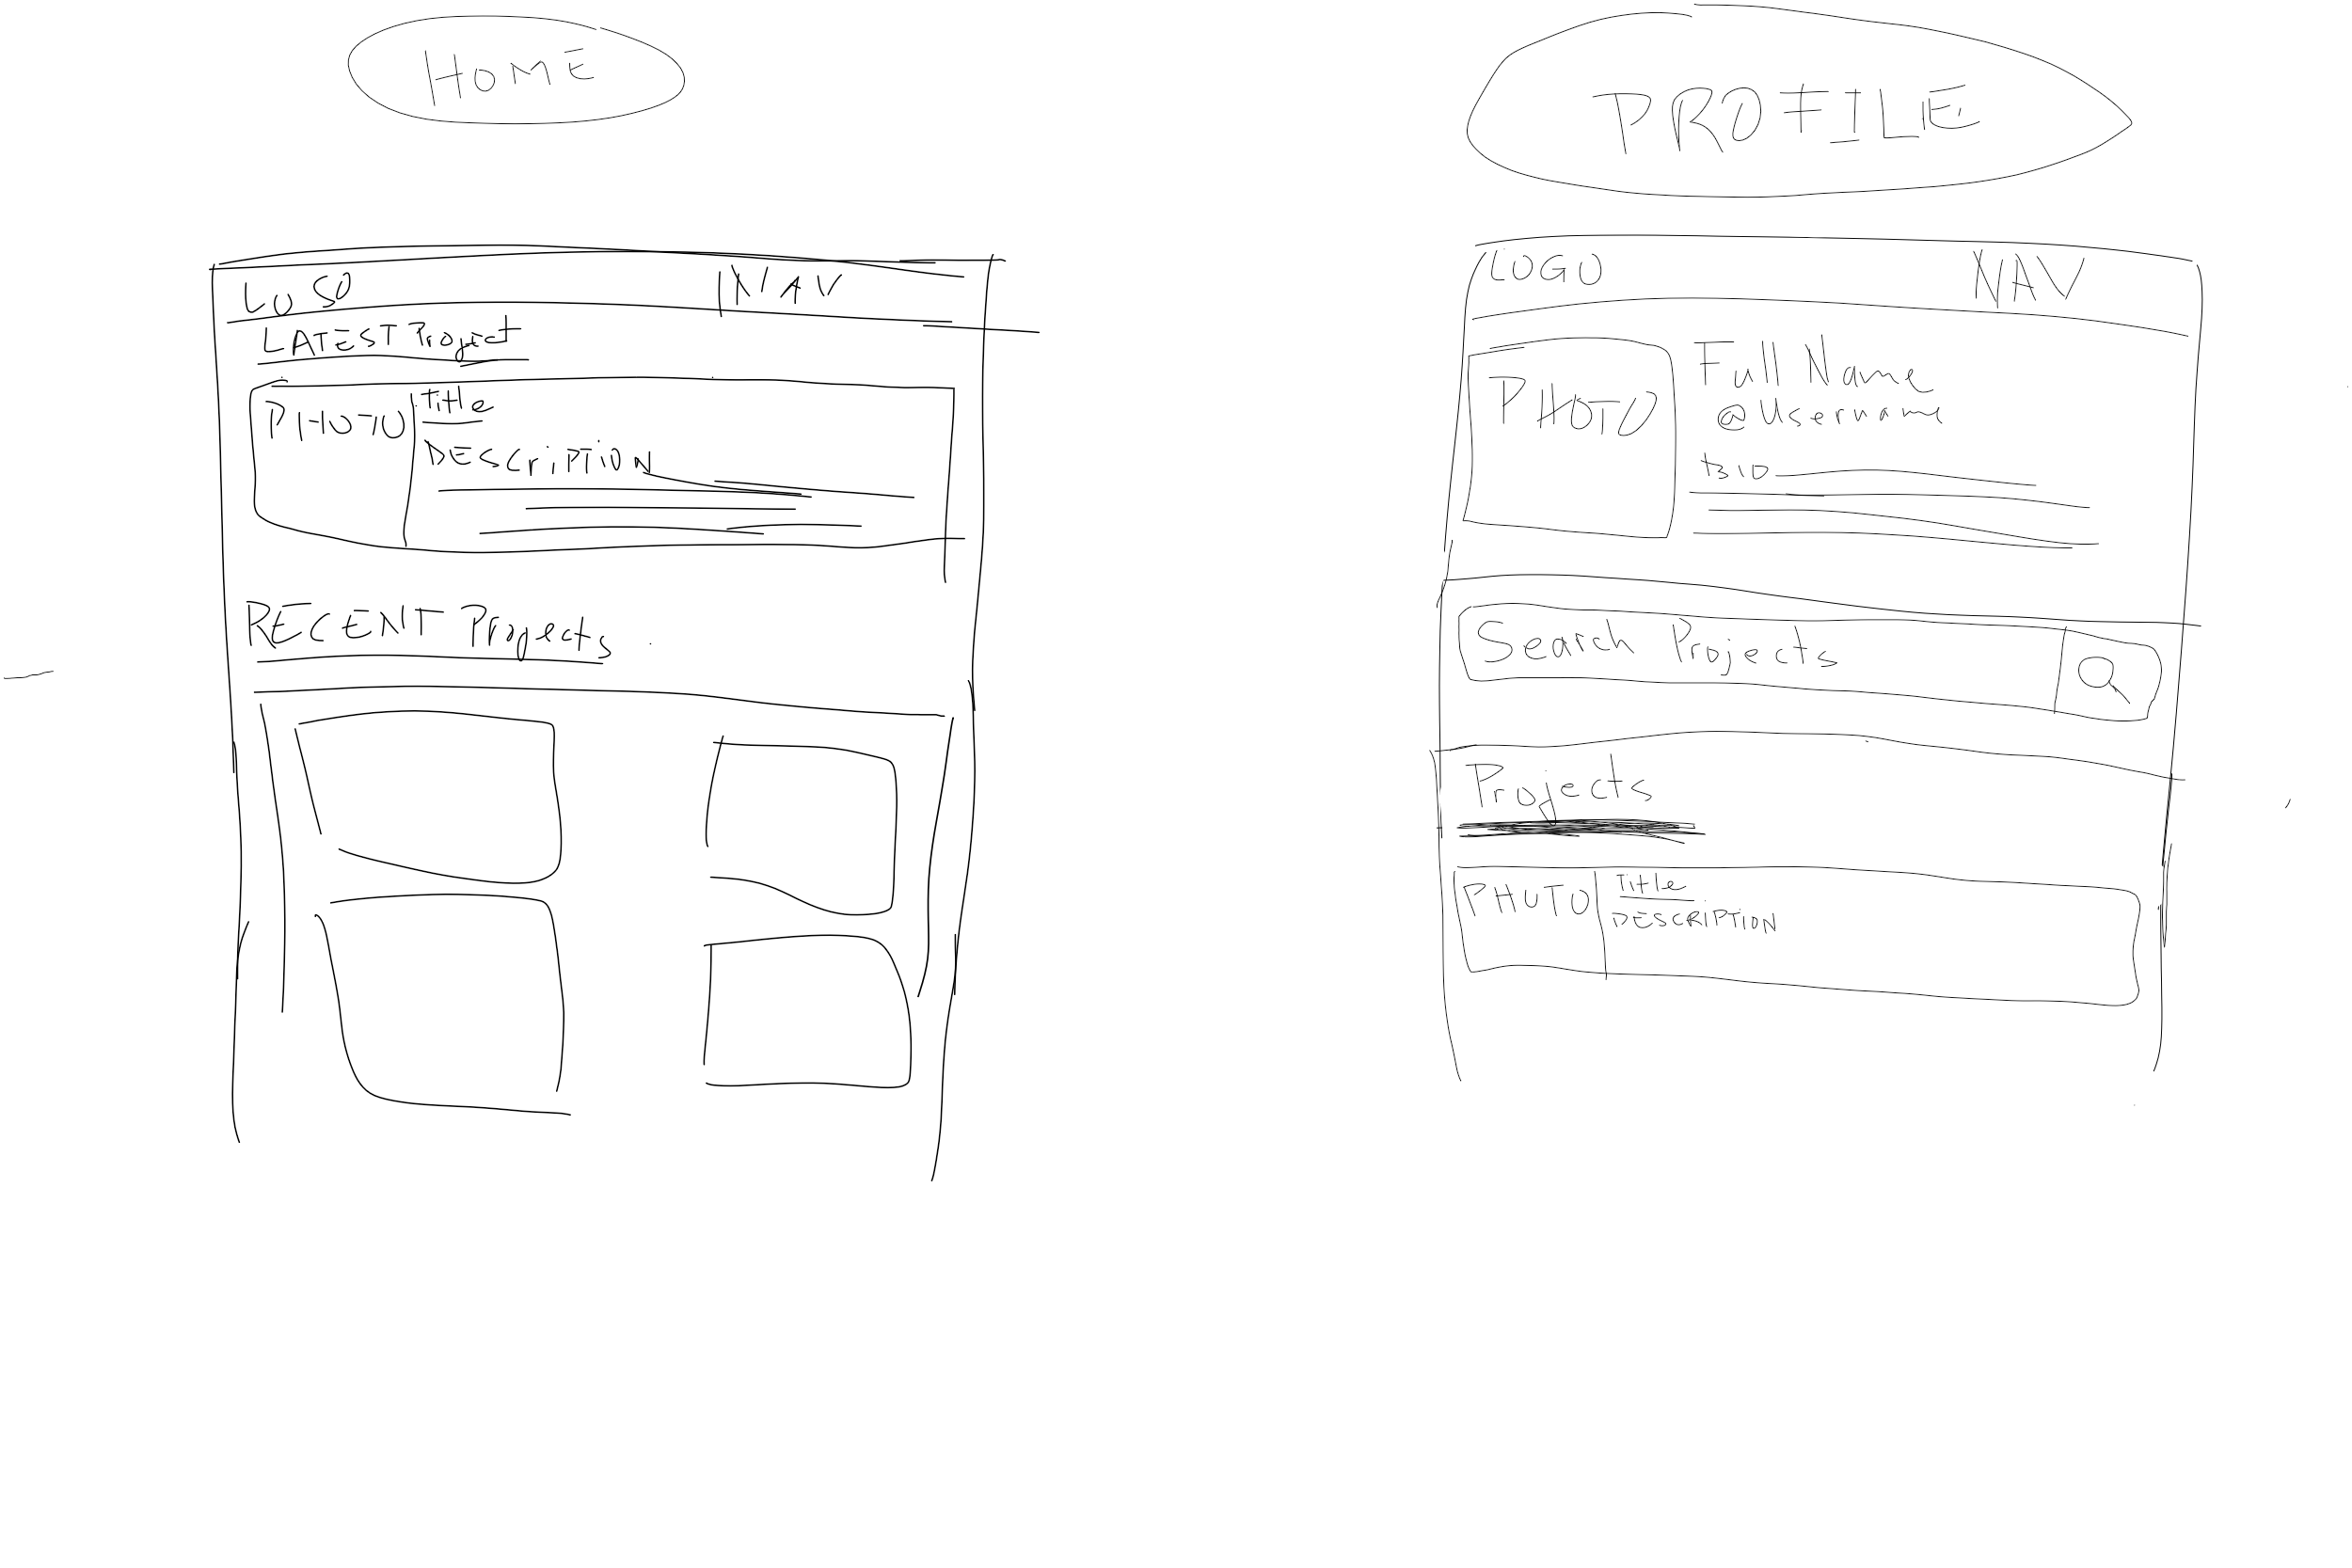 HOME
LOGO
NAV
LATEST Project
PHOTO
Title
DESCRIPTION
RECENT Projects
PROFILE
LOGO
NAV
PHOTO
Full Name
@Username
BIO
Search Projects
Projects
PHOTO
Title
DESCRIPTION